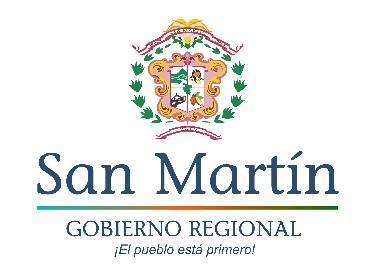 San Martín
GOBIERNO REGIONAL
¡El pueblo está primero!